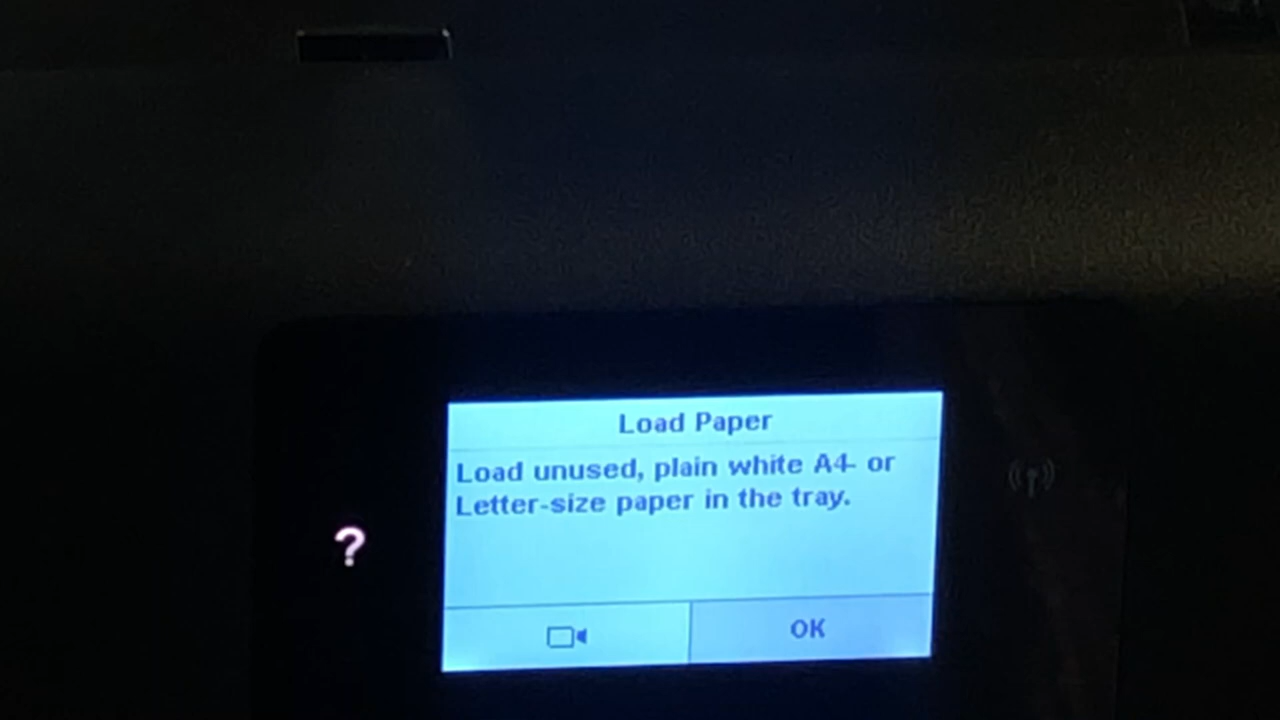 Load Paper
Load unused, plain white A4- or
Letter-size paper in the tray.
?
OK